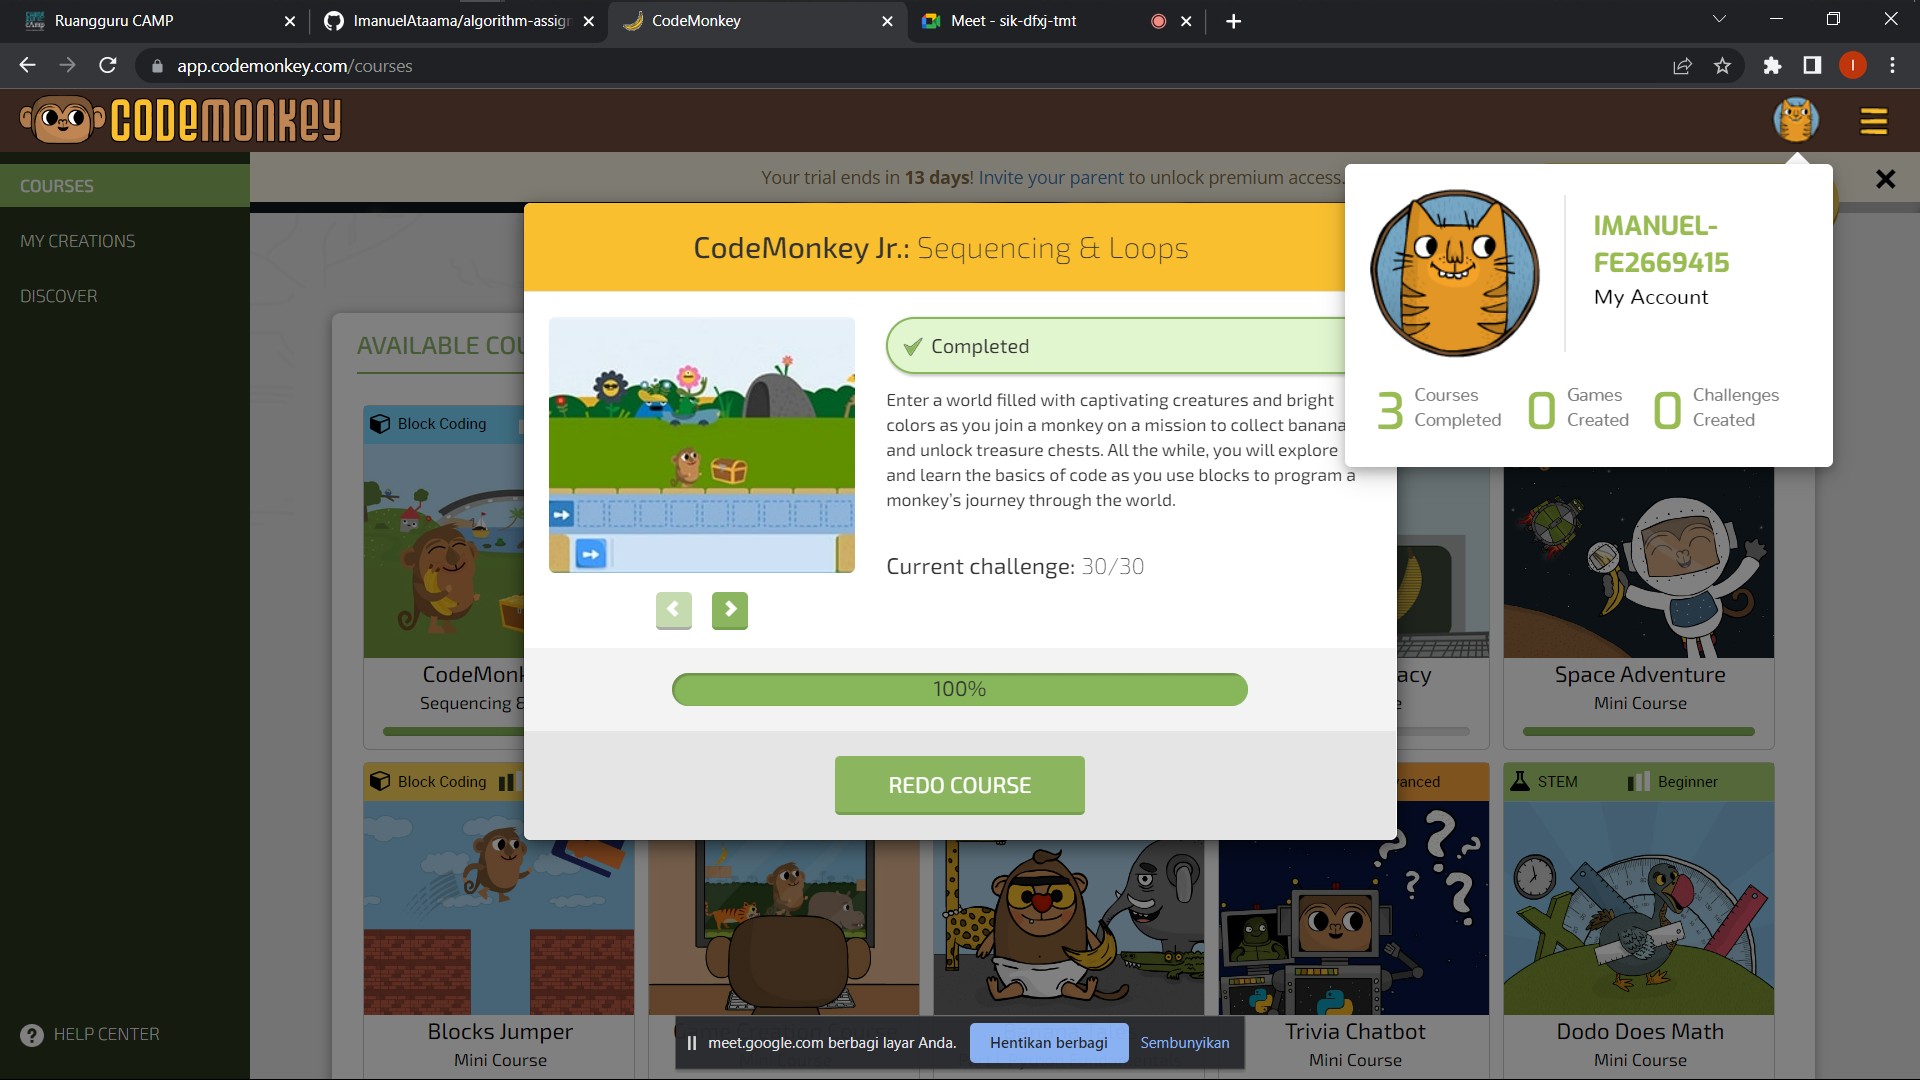 Ruangguru CAMP
ImanuelAtaama/algorithm-assign
CodeMonkey
Meet - sik-dfxj-tmt
app.codemonkey.com/courses
CODEMONKEY
COURSES
MY CREATIONS
DISCOVER
HELP CENTER
Your trial ends in 13 days! Invite your parent to unlock premium access.
IMANUEL-
FE2669415
My Account
3 Courses Completed
0 Games Created
0 Challenges Created
AVAILABLE COU
CodeMonkey Jr.: Sequencing & Loops
Completed
Enter a world filled with captivating creatures and bright
colors as you join a monkey on a mission to collect banana
and unlock treasure chests. All the while, you will explore
and learn the basics of code as you use blocks to program a
monkey's journey through the world.
Current challenge: 30/30
100%
REDO COURSE
Block Coding
CodeMonk
Sequencing &
acy
Space Adventure
Mini Course
Block Coding
anced
STEM
Beginner
Blocks Jumper
Mini Course
Trivia Chatbot
Mini Course
Dodo Does Math
Mini Course
meet.google.com berbagi layar Anda.
Hentikan berbagi
Sembunyikan
I